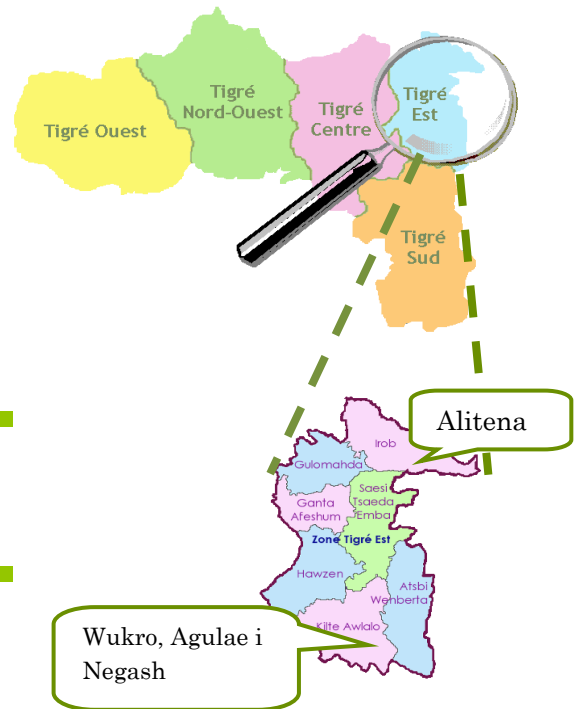 Tigré
Nord-Ouest
Tigré Ouest
Tigré
Centre
Tigré
Est
Tigré
Sud
Alitena
Irob
Gulomahda
Saesi
Tsaeda
Emba
Ganta
Afeshum
Zone Tigré Est
Hawzen
Atsbi
Wenberta
Kilte Awlalo
Wukro, Agulae i
Negash